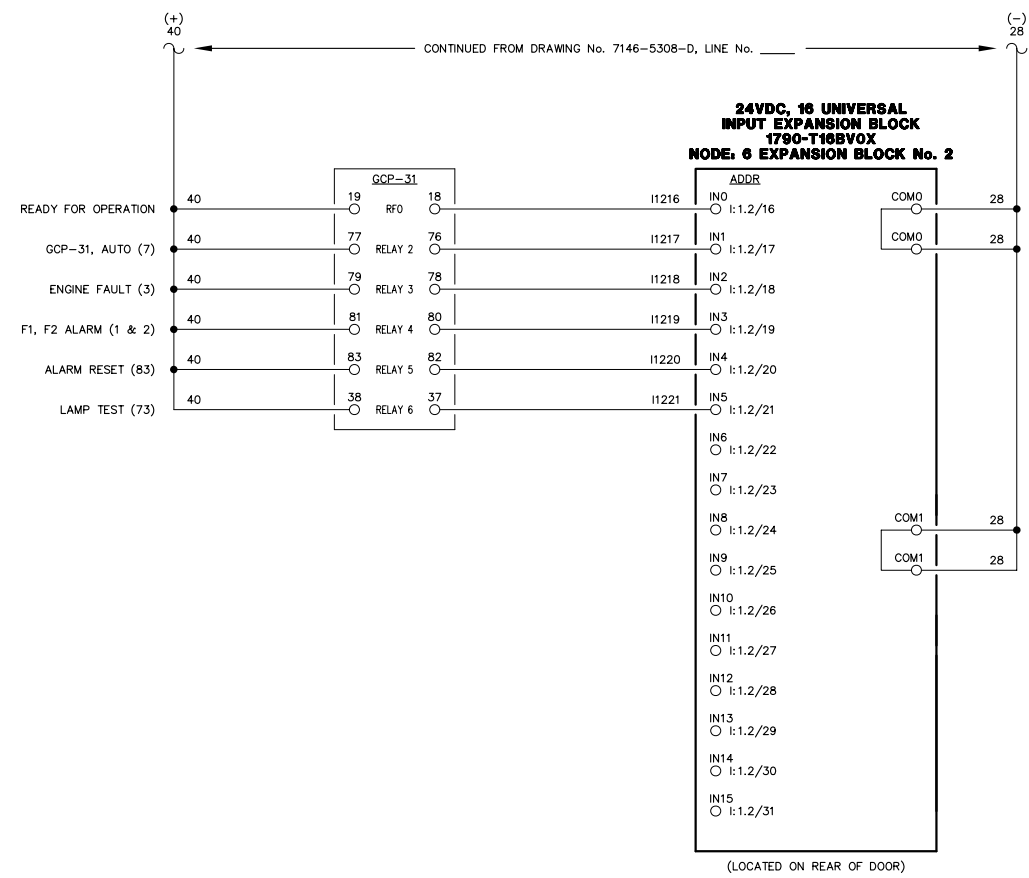 (+) (−)
40 28
CONTINUED FROM DRAWING No. 7146−5308−D, LINE No. _____
24VDC, 16 UNIVERSAL
INPUT EXPANSION BLOCK
1790-T16BV0X
NODE: 6 EXPANSION BLOCK No. 2
GCP−31 ADDR
READY FOR OPERATION 40 19 RFO 18 I1216 IN0 I:1.2/16 COM0 28
GCP−31, AUTO (7) 40 77 RELAY 2 76 I1217 IN1 I:1.2/17 COM0 28
ENGINE FAULT (3) 40 79 RELAY 3 78 I1218 IN2 I:1.2/18
F1, F2 ALARM (1 & 2) 40 81 RELAY 4 80 I1219 IN3 I:1.2/19
ALARM RESET (83) 40 83 RELAY 5 82 I1220 IN4 I:1.2/20
LAMP TEST (73) 40 38 RELAY 6 37 I1221 IN5 I:1.2/21
IN6 I:1.2/22
IN7 I:1.2/23
IN8 I:1.2/24 COM1 28
IN9 I:1.2/25 COM1 28
IN10 I:1.2/26
IN11 I:1.2/27
IN12 I:1.2/28
IN13 I:1.2/29
IN14 I:1.2/30
IN15 I:1.2/31
(LOCATED ON REAR OF DOOR)